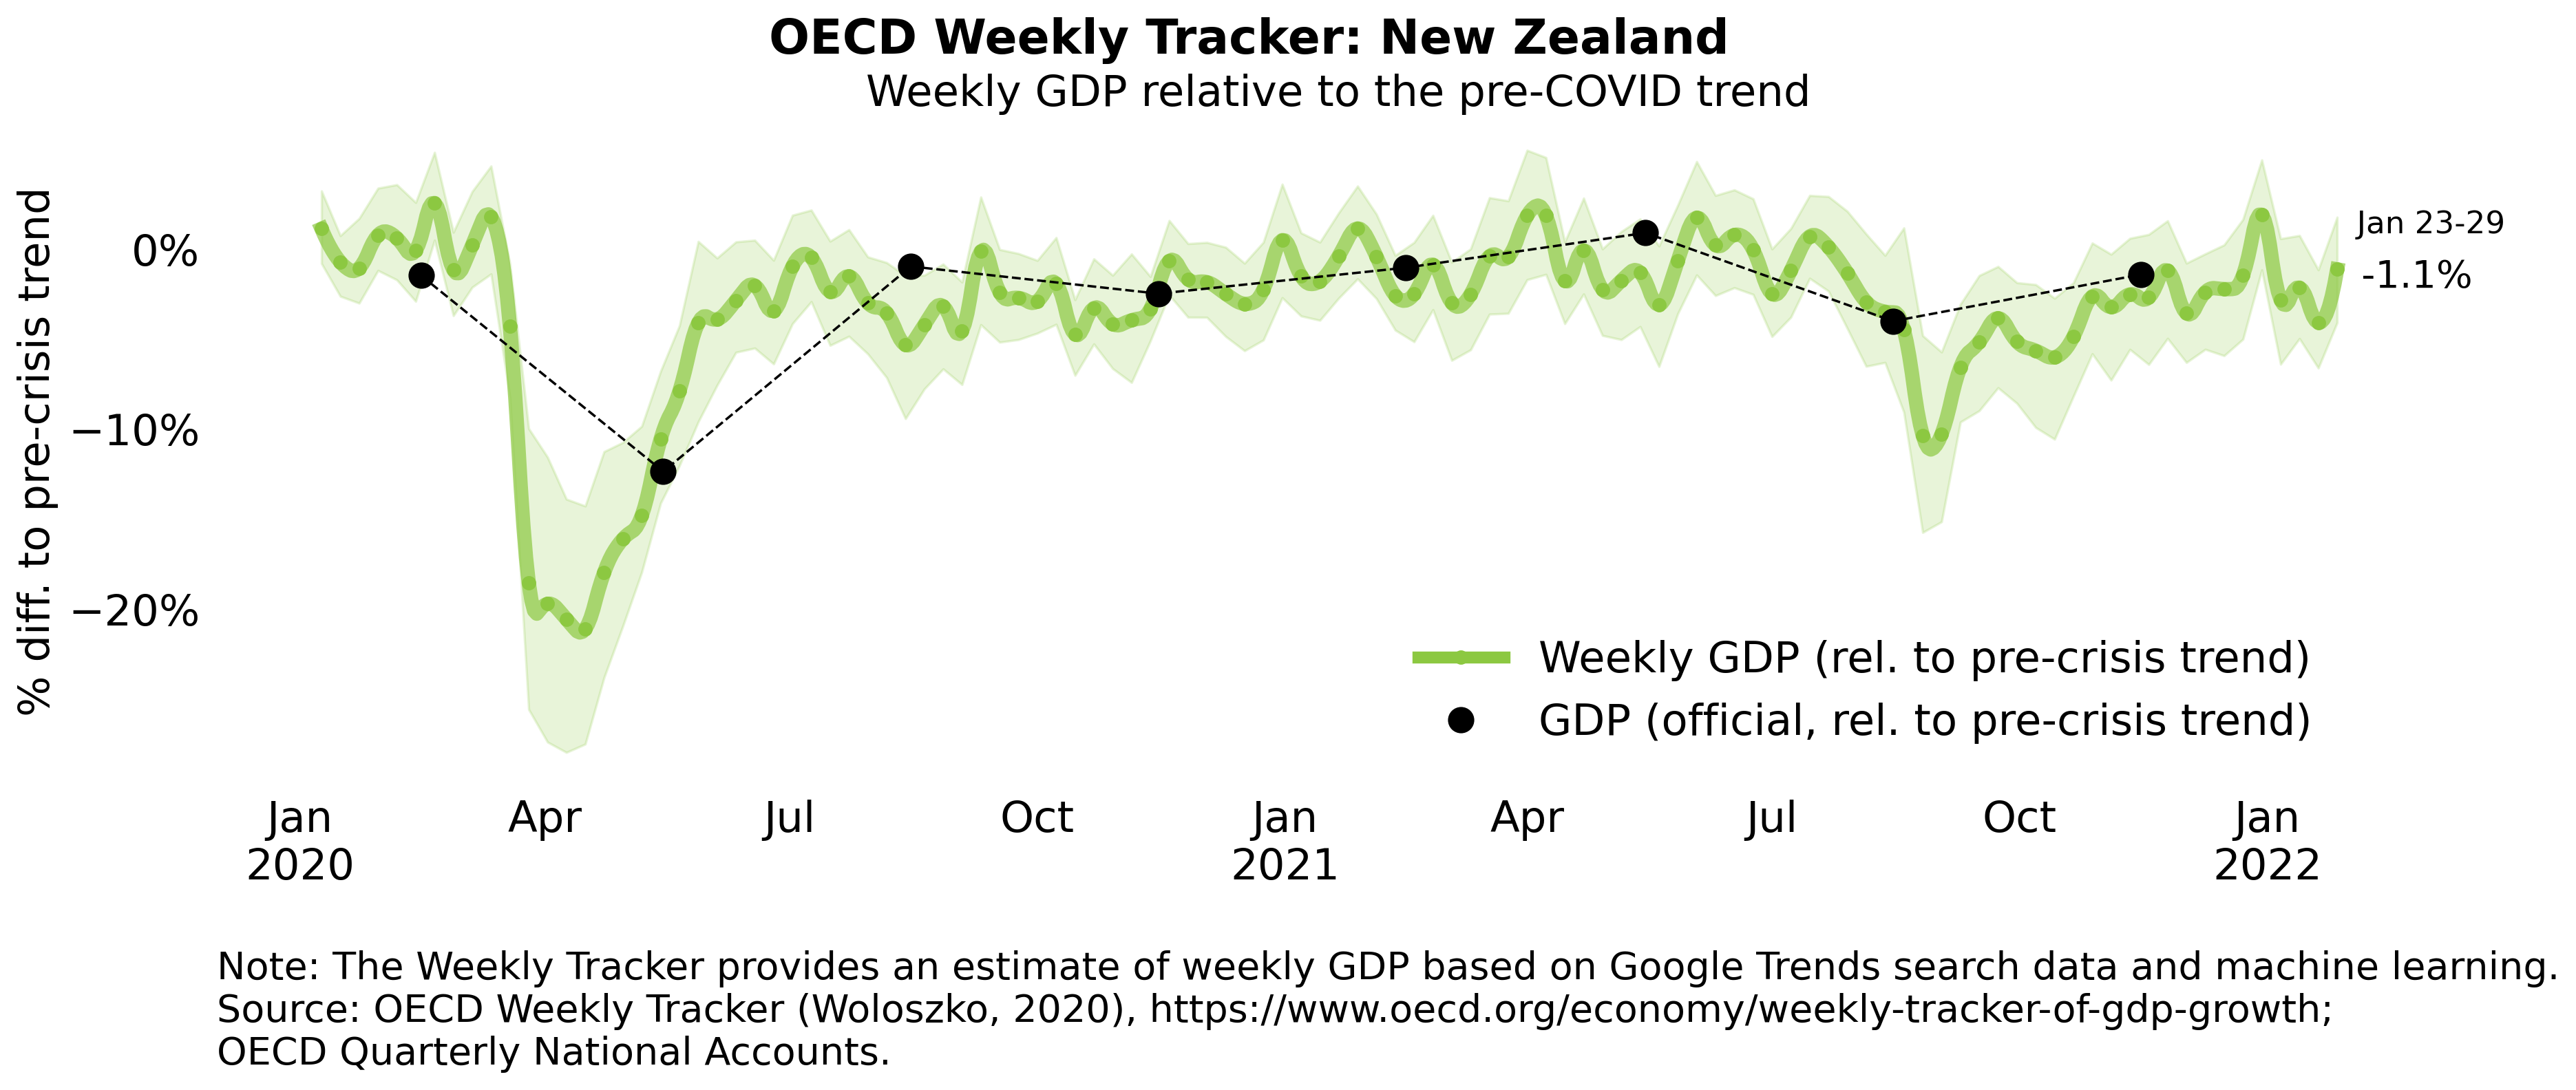 OECD Weekly Tracker: New Zealand
Weekly GDP relative to the pre-COVID trend
% diff. to pre-crisis trend
0%
−10%
−20%
Jan 23-29
-1.1%
Weekly GDP (rel. to pre-crisis trend)
GDP (official, rel. to pre-crisis trend)
Jan Apr Jul Oct Jan Apr Jul Oct Jan
2020 2021 2022
Note: The Weekly Tracker provides an estimate of weekly GDP based on Google Trends search data and machine learning.
Source: OECD Weekly Tracker (Woloszko, 2020), https://www.oecd.org/economy/weekly-tracker-of-gdp-growth;
OECD Quarterly National Accounts.